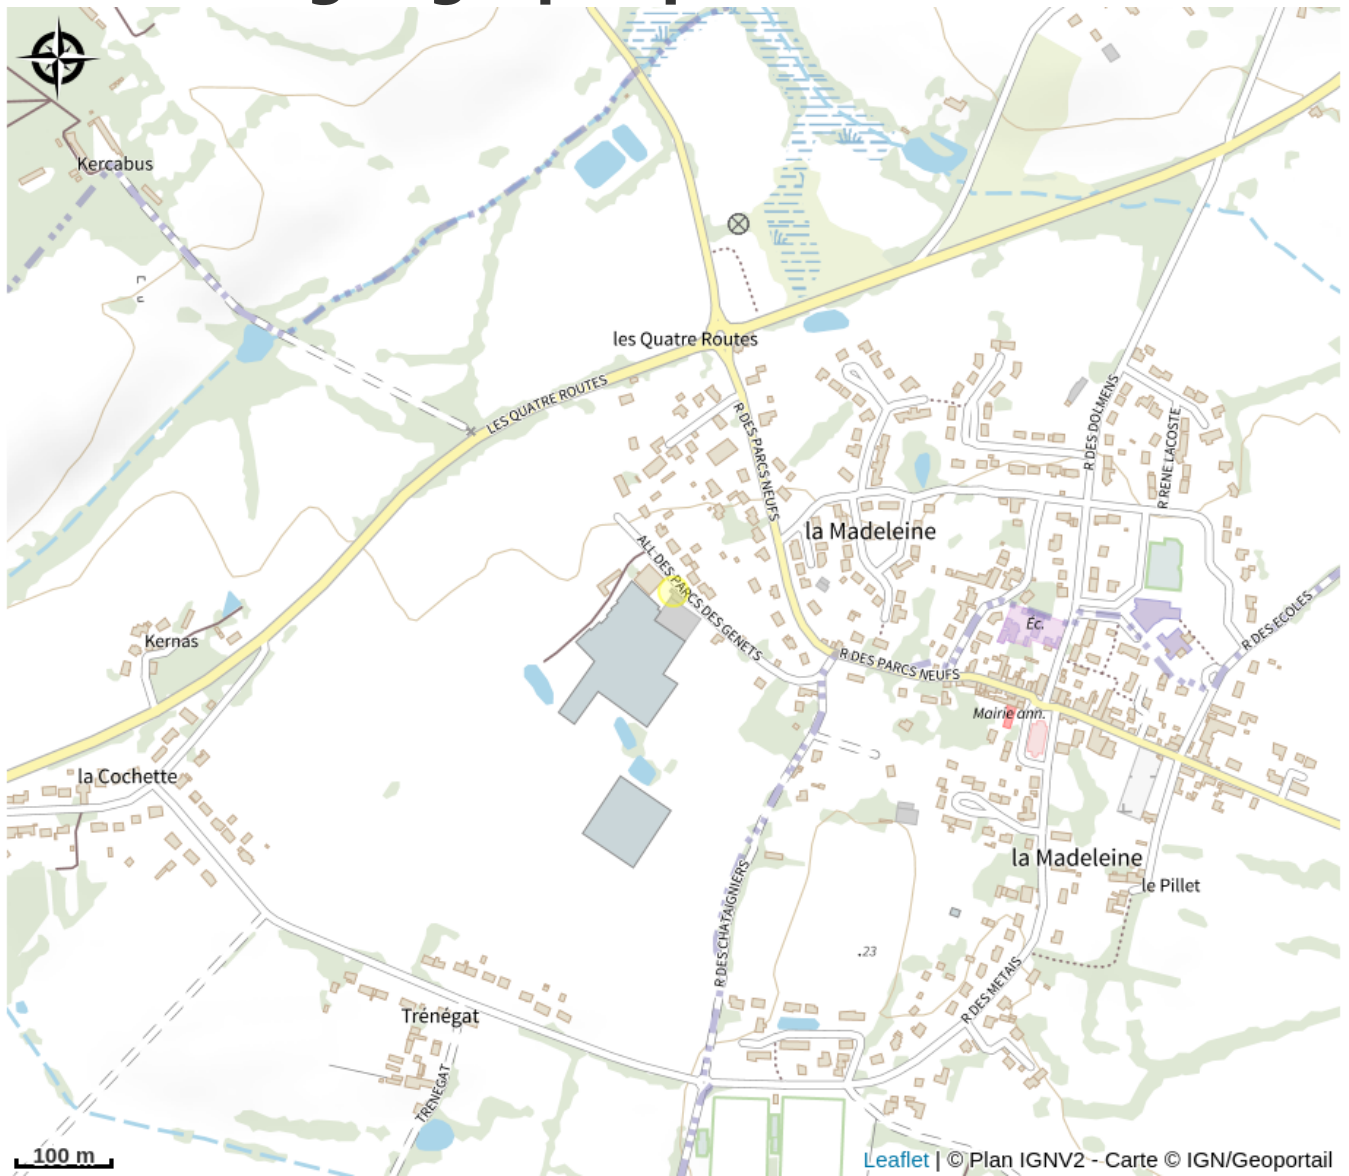 Kercabus
les Quatre Routes
LES QUATRE ROUTES
R DES PARCS NEUFS
R DES DOLMENS
R RENE LACOSTE
la Madeleine
ALL DES PARCS DES GENETS
R DES ECOLES
Éc.
Kernas
R DES PARCS NEUFS
Mairie ann.
la Cochette
la Madeleine
le Pillet
R DES CHATAIGNIERS
.23
R DES METAIS
Trénégat
TRENEGAT
100 m
Leaflet | © Plan IGNV2 - Carte © IGN/Geoportail